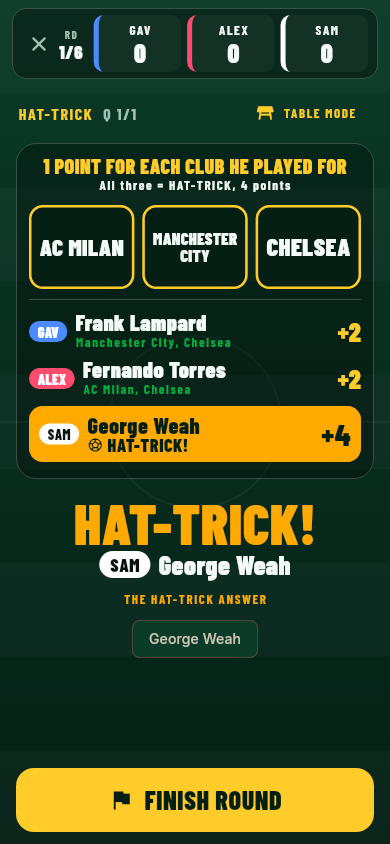 RD
1/6
GAV
0
ALEX
0
SAM
0
HAT-TRICK Q 1/1
TABLE MODE
1 POINT FOR EACH CLUB HE PLAYED FOR
All three = HAT-TRICK, 4 points
AC MILAN
MANCHESTER
CITY
CHELSEA
GAV Frank Lampard +2
Manchester City, Chelsea
ALEX Fernando Torres +2
AC Milan, Chelsea
SAM George Weah +4
HAT-TRICK!
HAT-TRICK!
SAM George Weah
THE HAT-TRICK ANSWER
George Weah
FINISH ROUND